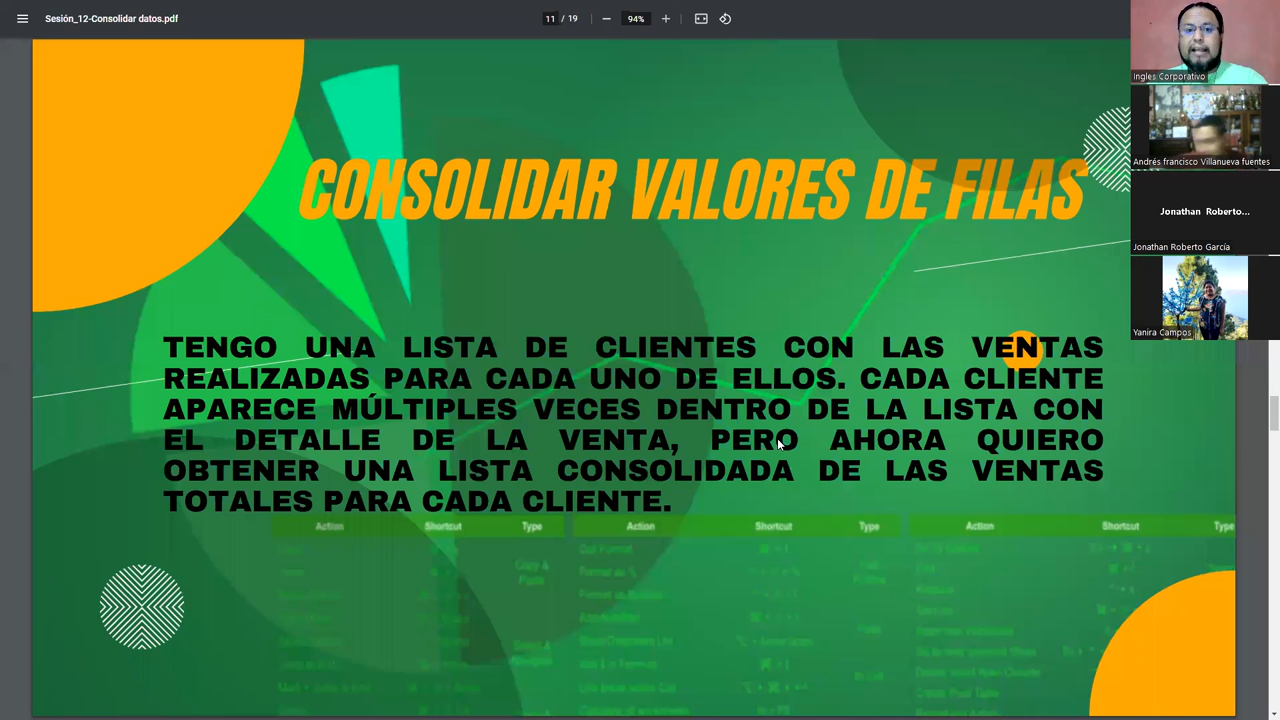 Sesión_12-Consolidar datos.pdf
11 / 19
94%
CONSOLIDAR VALORES DE FILAS
TENGO UNA LISTA DE CLIENTES CON LAS VENTAS
REALIZADAS PARA CADA UNO DE ELLOS. CADA CLIENTE
APARECE MÚLTIPLES VECES DENTRO DE LA LISTA CON
EL DETALLE DE LA VENTA, PERO AHORA QUIERO
OBTENER UNA LISTA CONSOLIDADA DE LAS VENTAS
TOTALES PARA CADA CLIENTE.
Action Shortcut Type Action Shortcut Type Action Shortcut Type
Copy &
Paste
Ingles Corporativo
Andrés francisco Villanueva fuentes
Jonathan Roberto...
Jonathan Roberto García
Yanira Campos